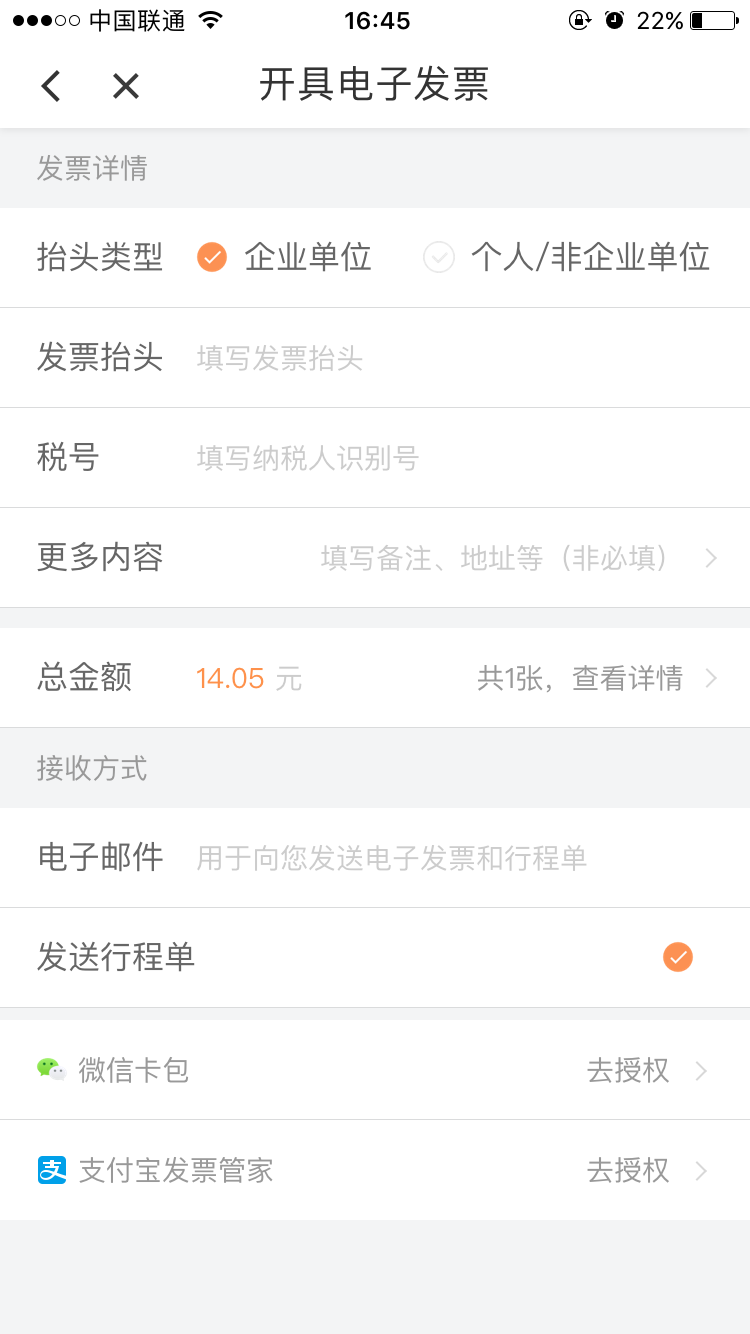 中国联通 16:45 22%
开具电子发票
发票详情
抬头类型 企业单位 个人/非企业单位
发票抬头 填写发票抬头
税号 填写纳税人识别号
更多内容 填写备注、地址等（非必填）
总金额 14.05 元 共1张，查看详情
接收方式
电子邮件 用于向您发送电子发票和行程单
发送行程单
微信卡包 去授权
支 支付宝发票管家 去授权